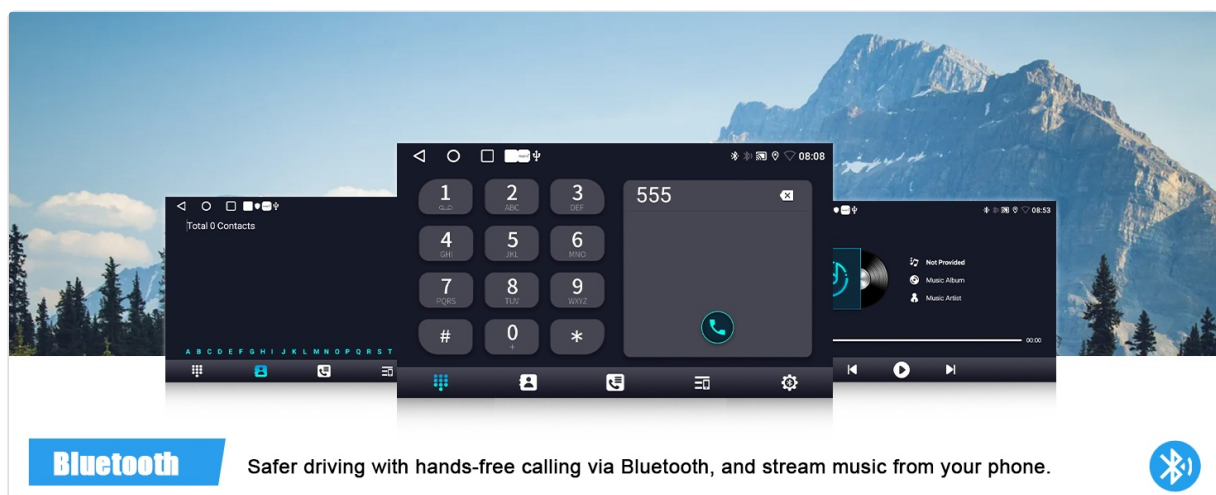 08:08
1
2
ABC
3
DEF
4
GHI
5
JKL
6
MNO
7
PQRS
8
TUV
9
WXYZ
#
0
+
*
555
Total 0 Contacts
A B C D E F G H I J K L M N O P Q R S T
08:53
Not Provided
Music Album
Music Artist
00:00
Bluetooth
Safer driving with hands-free calling via Bluetooth, and stream music from your phone.